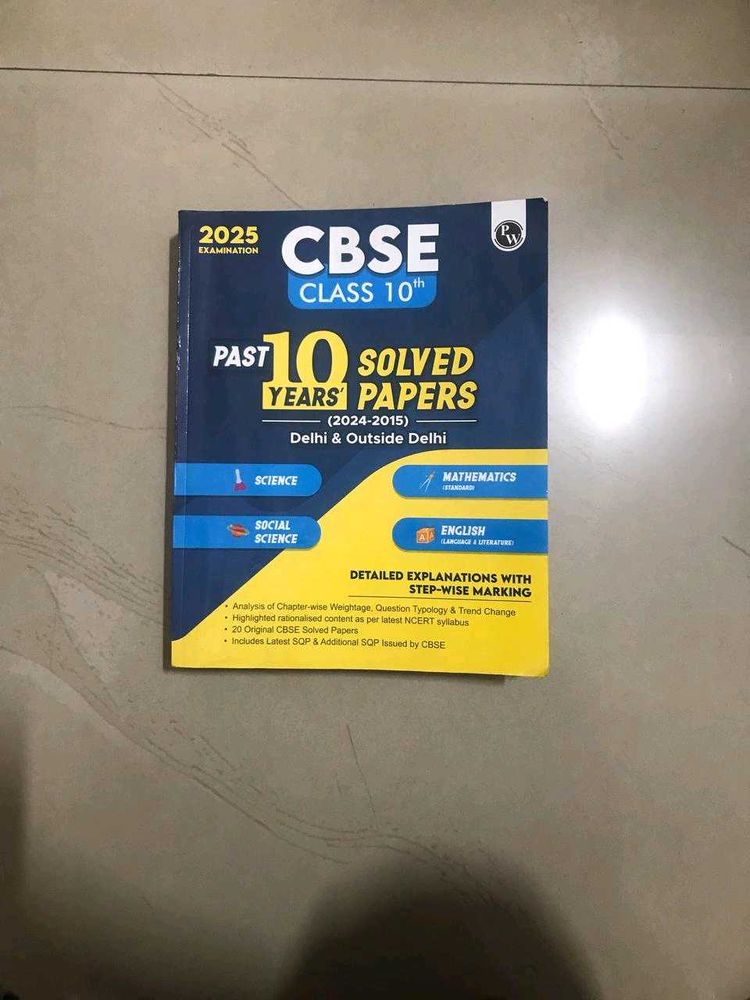 2025
EXAMINATION
CBSE
CLASS 10th
PW
PAST 10 YEARS' SOLVED PAPERS
(2024-2015)
Delhi & Outside Delhi
SCIENCE
MATHEMATICS
(STANDARD)
SOCIAL
SCIENCE
ENGLISH
(LANGUAGE & LITERATURE)
DETAILED EXPLANATIONS WITH
STEP-WISE MARKING
• Analysis of Chapter-wise Weightage, Question Typology & Trend Change
• Highlighted rationalised content as per latest NCERT syllabus
• 20 Original CBSE Solved Papers
• Includes Latest SQP & Additional SQP Issued by CBSE